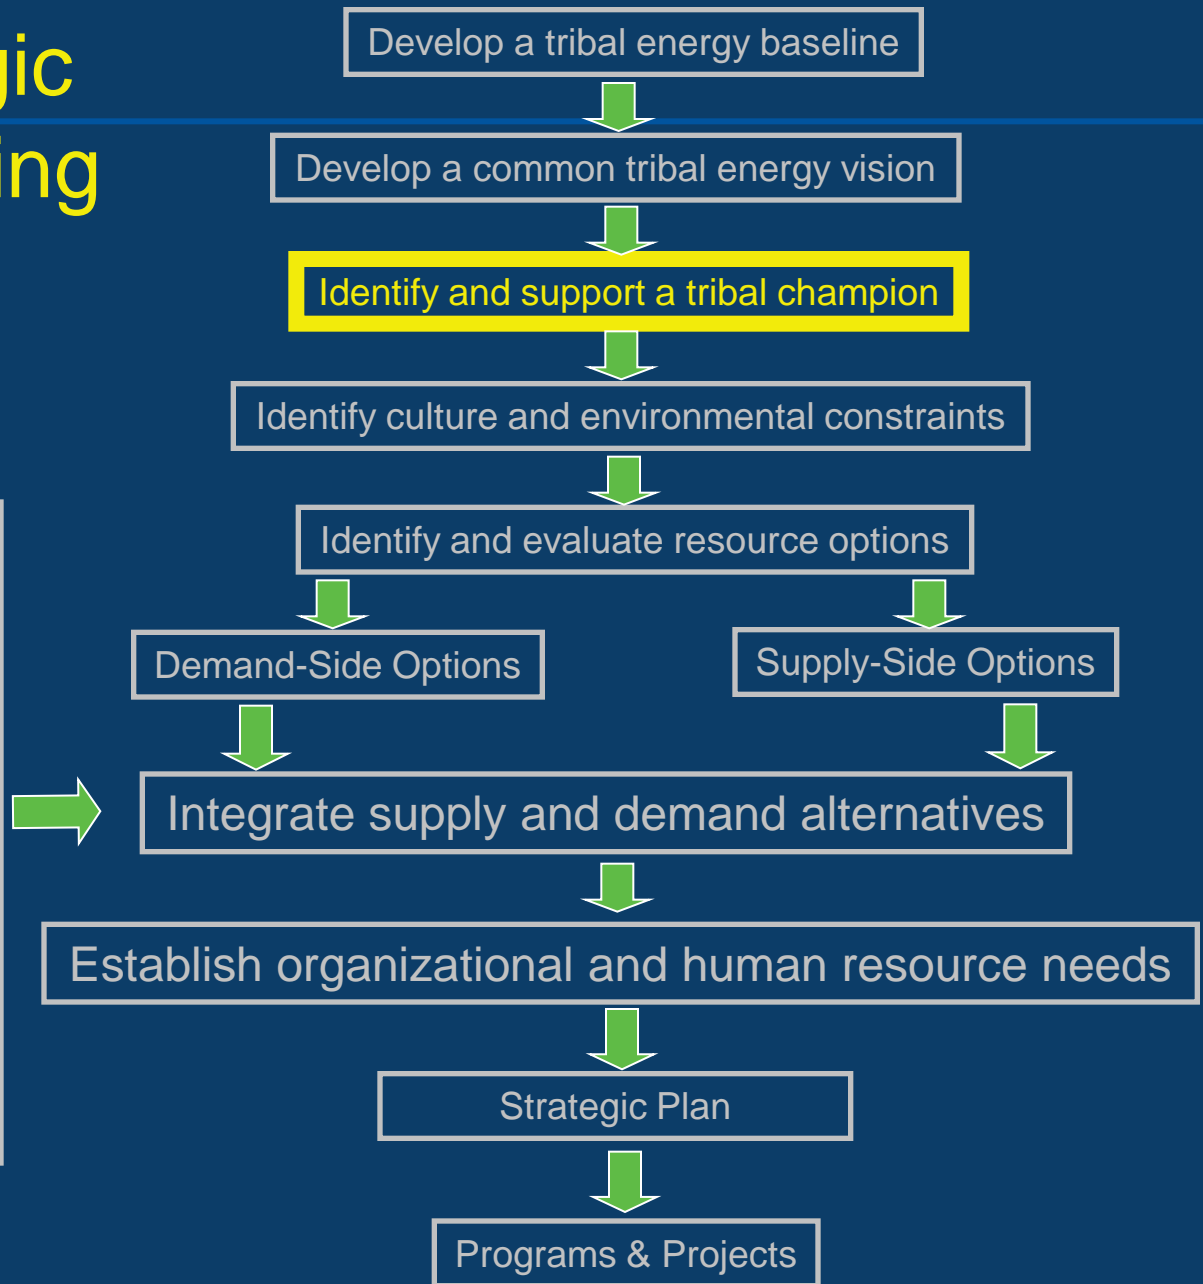 gic
ing
Develop a tribal energy baseline
Develop a common tribal energy vision
Identify and support a tribal champion
Identify culture and environmental constraints
Identify and evaluate resource options
Demand-Side Options
Supply-Side Options
Integrate supply and demand alternatives
Establish organizational and human resource needs
Strategic Plan
Programs & Projects